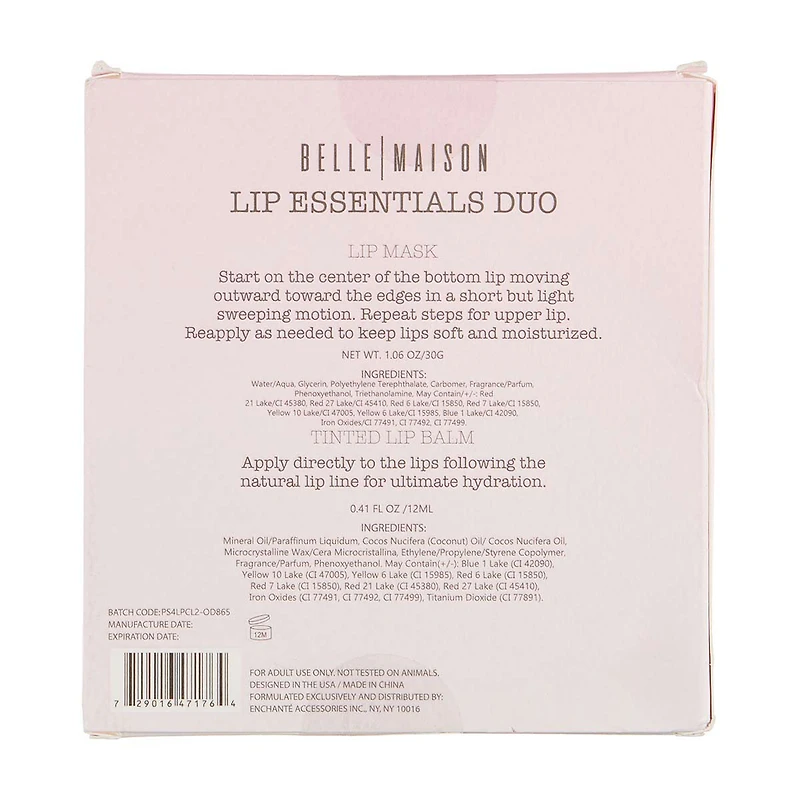 BELLE|MAISON
LIP ESSENTIALS DUO
LIP MASK
Start on the center of the bottom lip moving
outward toward the edges in a short but light
sweeping motion. Repeat steps for upper lip.
Reapply as needed to keep lips soft and moisturized.
NET WT. 1.06 OZ/30G
INGREDIENTS:
Water/Aqua, Glycerin, Polyethylene Terephthalate, Carbomer, Fragrance/Parfum,
Phenoxyethanol, Triethanolamine, May Contain/+/-: Red
21 Lake/CI 45380, Red 27 Lake/CI 45410, Red 6 Lake/CI 15850, Red 7 Lake/CI 15850,
Yellow 10 Lake/CI 47005, Yellow 6 Lake/CI 15985, Blue 1 Lake/CI 42090,
Iron Oxides/CI 77491, CI 77492, CI 77499.
TINTED LIP BALM
Apply directly to the lips following the
natural lip line for ultimate hydration.
0.41 FL OZ /12ML
INGREDIENTS:
Mineral Oil/Paraffinum Liquidum, Cocos Nucifera (Coconut) Oil/ Cocos Nucifera Oil,
Microcrystalline Wax/Cera Microcristallina, Ethylene/Propylene/Styrene Copolymer,
Fragrance/Parfum, Phenoxyethanol. May Contain(+/-): Blue 1 Lake (CI 42090),
Yellow 10 Lake (CI 47005), Yellow 6 Lake (CI 15985), Red 6 Lake (CI 15850),
Red 7 Lake (CI 15850), Red 21 Lake (CI 45380), Red 27 Lake (CI 45410),
Iron Oxides (CI 77491, CI 77492, CI 77499), Titanium Dioxide (CI 77891).
BATCH CODE:PS4LPCL2-OD865
MANUFACTURE DATE:
EXPIRATION DATE:
12M
7 29016 47176 4
FOR ADULT USE ONLY. NOT TESTED ON ANIMALS.
DESIGNED IN THE USA / MADE IN CHINA
FORMULATED EXCLUSIVELY AND DISTRIBUTED BY:
ENCHANTÉ ACCESSORIES INC., NY, NY 10016